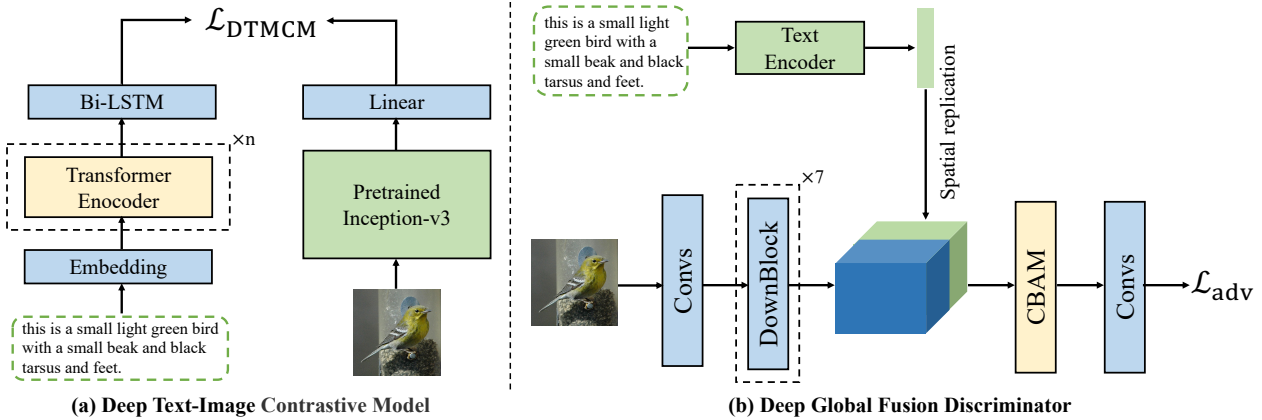 ℒDTMCM
Bi-LSTM
Linear
×n
Transformer
Enocoder
Pretrained
Inception-v3
Embedding
this is a small light green bird
with a small beak and black
tarsus and feet.
(a) Deep Text-Image Contrastive Model
this is a small light
green bird with a
small beak and black
tarsus and feet.
Text
Encoder
Spatial replication
×7
Convs
DownBlock
CBAM
Convs
ℒadv
(b) Deep Global Fusion Discriminator